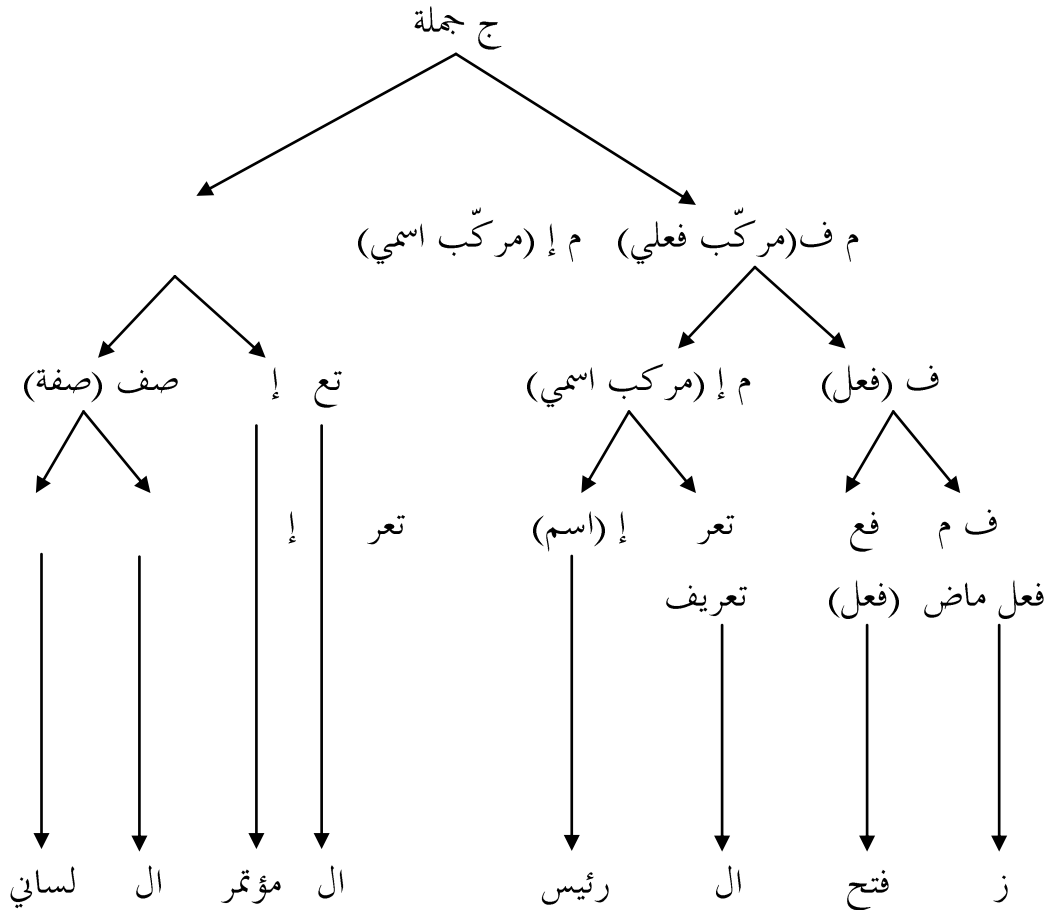 ج جملة
م ف(مركّب فعلي) م إ (مركّب اسمي)
ف (فعل) م إ (مركب اسمي) تع إ صف (صفة)
ف م فع تعر إ (اسم) تعر إ
فعل ماض (فعل) تعريف
ز فتح ال رئيس ال مؤتمر ال لساني